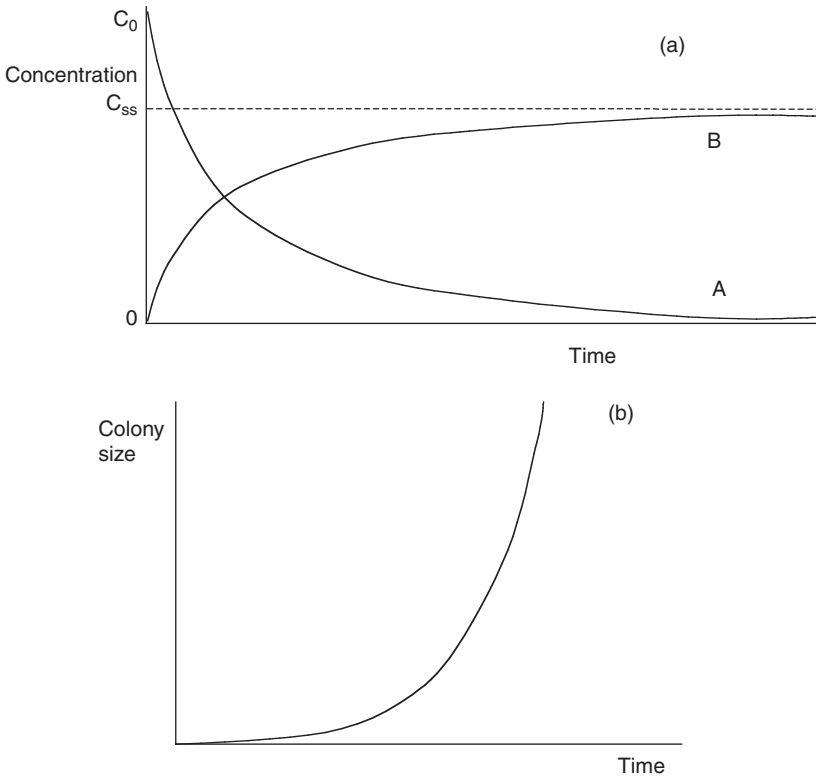 C₀
(a)
Concentration
Css
B
A
0
Time
(b)
Colony
size
Time